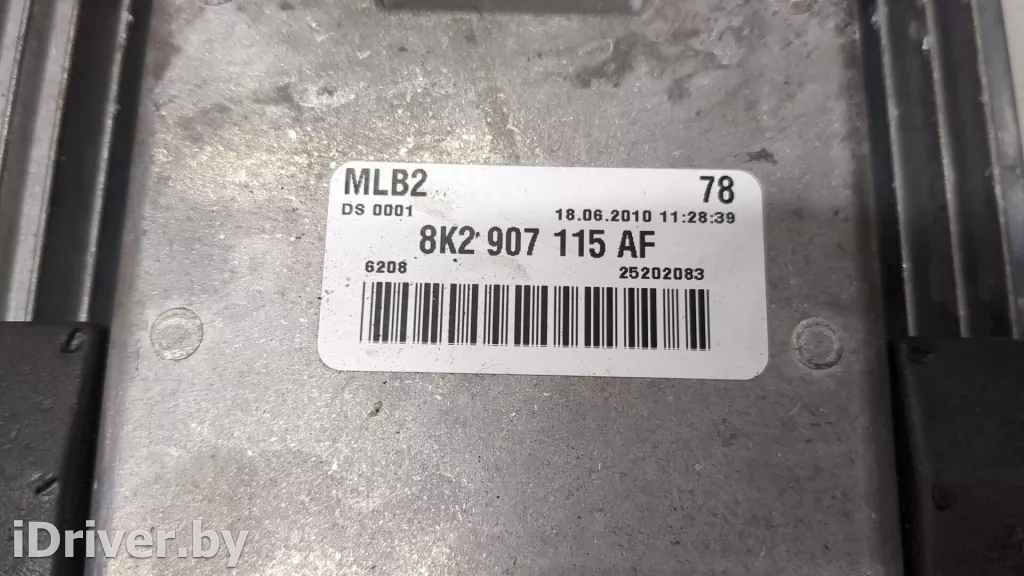 MLB2 78
DS 0001 18.06.2010 11:28:39
8K2 907 115 AF
6208 25202083
iDriver.by